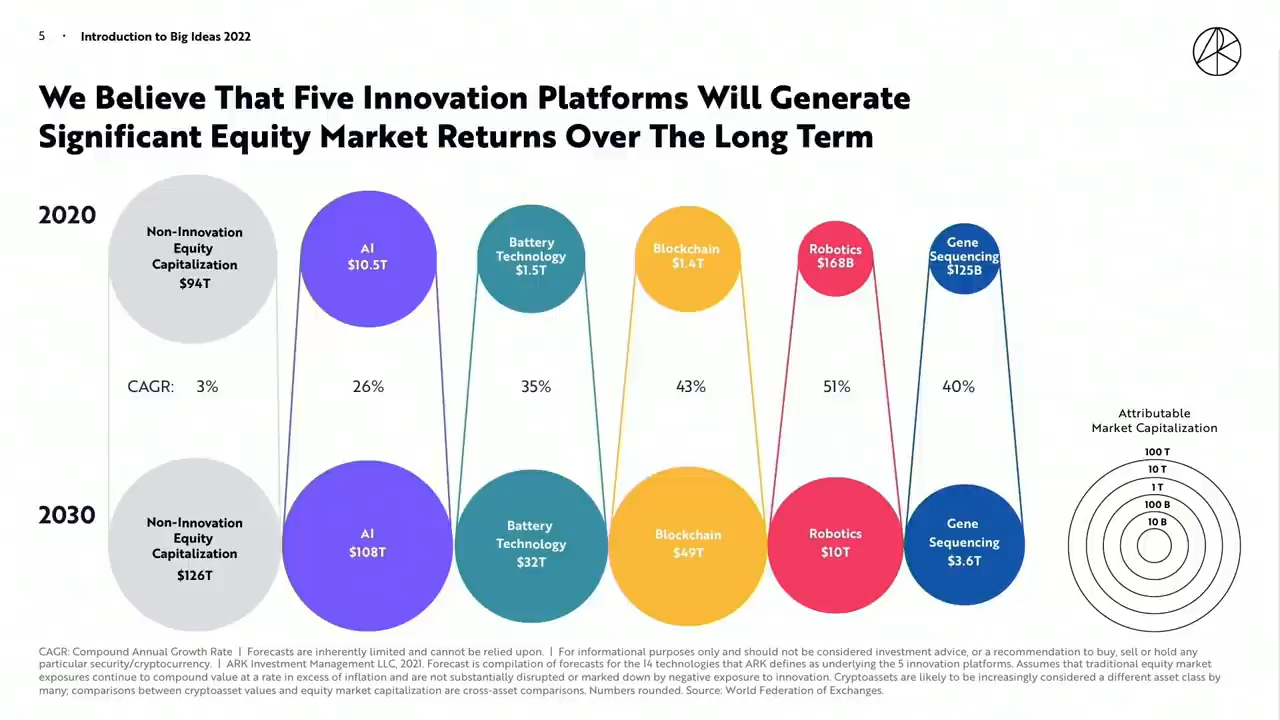 5 · Introduction to Big Ideas 2022
We Believe That Five Innovation Platforms Will Generate
Significant Equity Market Returns Over The Long Term
2020
Non-Innovation
Equity
Capitalization
$94T
AI
$10.5T
Battery
Technology
$1.5T
Blockchain
$1.4T
Robotics
$168B
Gene
Sequencing
$125B
CAGR: 3% 26% 35% 43% 51% 40%
2030
Non-Innovation
Equity
Capitalization
$126T
AI
$108T
Battery
Technology
$32T
Blockchain
$49T
Robotics
$10T
Gene
Sequencing
$3.6T
Attributable
Market Capitalization
100 T
10 T
1 T
100 B
10 B
CAGR: Compound Annual Growth Rate | Forecasts are inherently limited and cannot be relied upon. | For informational purposes only and should not be considered investment advice, or a recommendation to buy, sell or hold any
particular security/cryptocurrency. | ARK Investment Management LLC, 2021. Forecast is compilation of forecasts for the 14 technologies that ARK defines as underlying the 5 innovation platforms. Assumes that traditional equity market
exposures continue to compound value at a rate in excess of inflation and are not substantially disrupted or marked down by negative exposure to innovation. Cryptoassets are likely to be increasingly considered a different asset class by
many; comparisons between cryptoasset values and equity market capitalization are cross-asset comparisons. Numbers rounded. Source: World Federation of Exchanges.